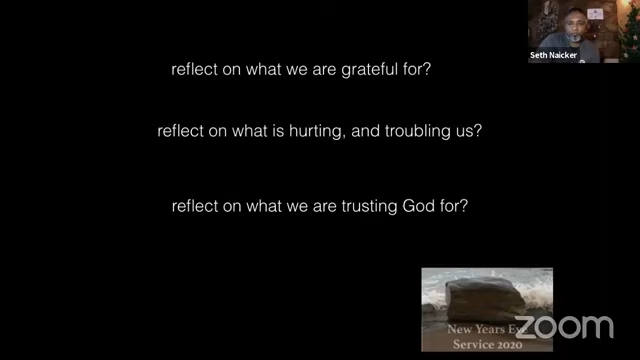 Seth Naicker
reflect on what we are grateful for?
reflect on what is hurting, and troubling us?
reflect on what we are trusting God for?
New Years Eve
Service 2020
zoom